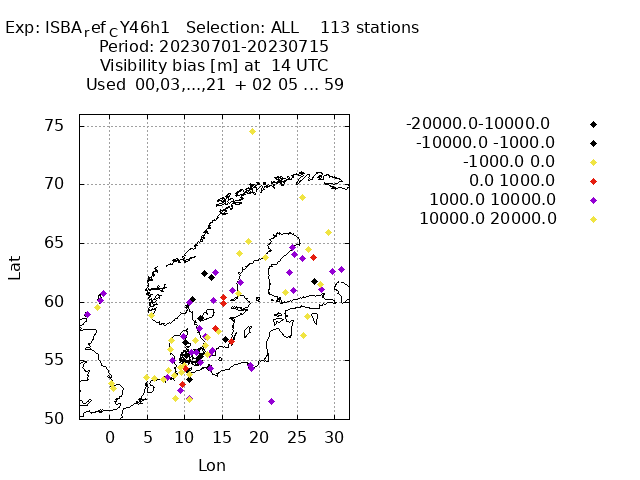 Exp: ISBA_ref_CY46h1   Selection: ALL    113 stations
Period: 20230701-20230715
Visibility bias [m] at  14 UTC
Used  00,03,...,21  + 02 05 ... 59
-20000.0-10000.0
-10000.0 -1000.0
-1000.0 0.0
0.0 1000.0
1000.0 10000.0
10000.0 20000.0
75
70
65
60
55
50
Lat
0 5 10 15 20 25 30
Lon